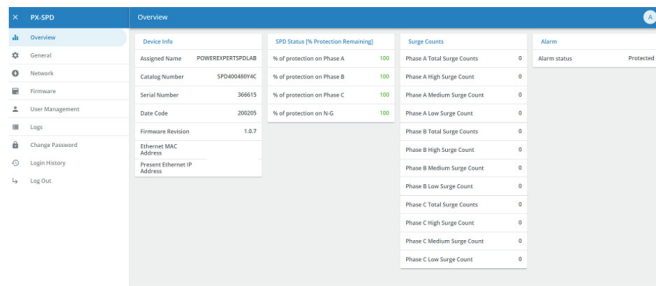 PX-SPD
Overview
A
Overview
General
Network
Firmware
User Management
Logs
Change Password
Login History
Log Out
Device Info
Assigned Name POWEREXPERTSPDLAB
Catalog Number SPD400480Y4C
Serial Number 366615
Date Code 200205
Firmware Revision 1.0.7
Ethernet MAC
Address
Present Ethernet IP
Address
SPD Status [% Protection Remaining]
% of protection on Phase A 100
% of protection on Phase B 100
% of protection on Phase C 100
% of protection on N-G 100
Surge Counts
Phase A Total Surge Counts 0
Phase A High Surge Count 0
Phase A Medium Surge Count 0
Phase A Low Surge Count 0
Phase B Total Surge Counts 0
Phase B High Surge Count 0
Phase B Medium Surge Count 0
Phase B Low Surge Count 0
Phase C Total Surge Counts 0
Phase C High Surge Count 0
Phase C Medium Surge Count 0
Phase C Low Surge Count 0
Alarm
Alarm status Protected